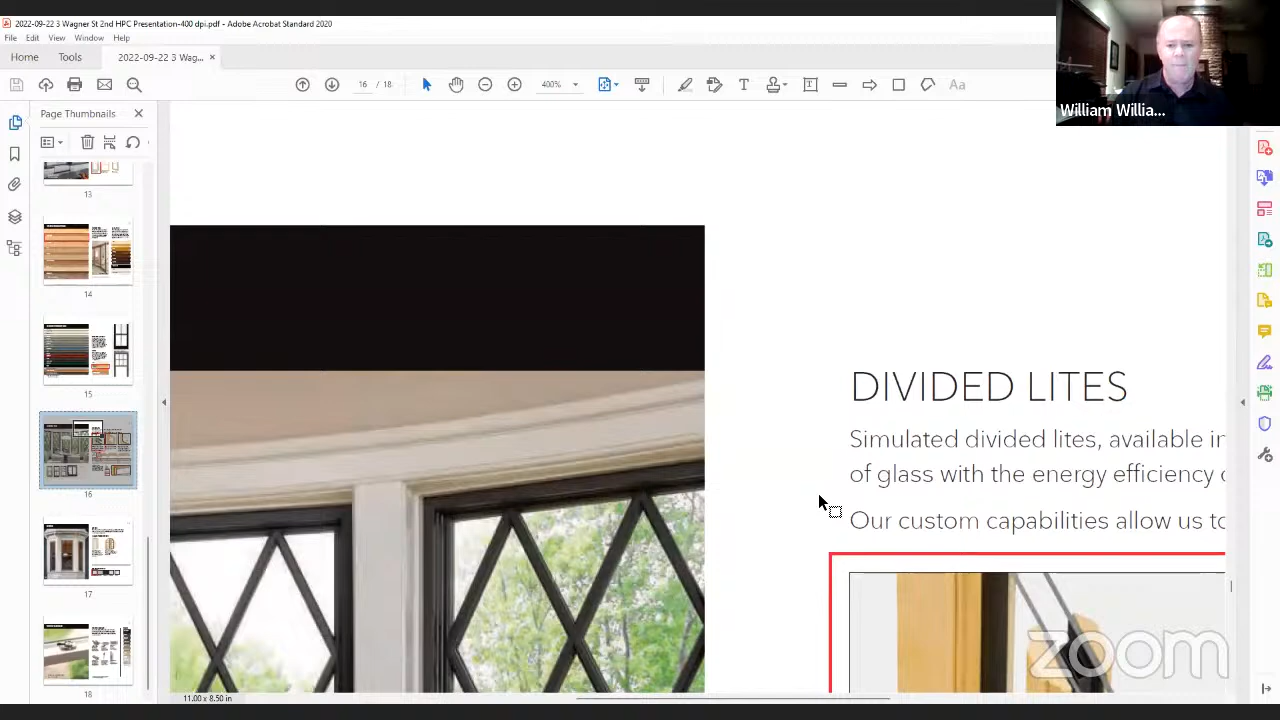 2022-09-22 3 Wagner St 2nd HPC Presentation-400 dpi.pdf - Adobe Acrobat Standard 2020
File Edit View Window Help
Home Tools 2022-09-22 3 Wag... ×
16 / 18 400% T Aa
William Willia...
Page Thumbnails ×
13
14
15
16
17
18
DIVIDED LITES
Simulated divided lites, available in
of glass with the energy efficiency
Our custom capabilities allow us to
zoom
11.00 x 8.50 in